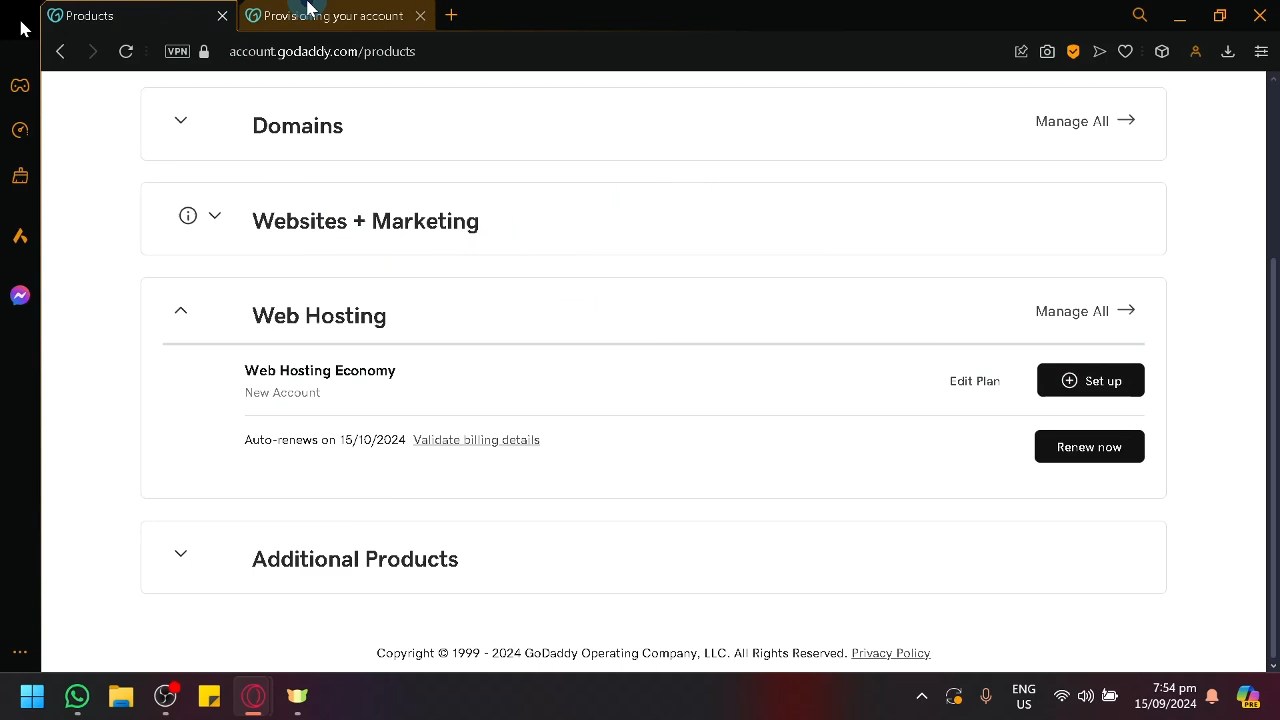 Products
Provisioning your account
VPN
account.godaddy.com/products
Domains
Manage All
Websites + Marketing
Web Hosting
Manage All
Web Hosting Economy
New Account
Edit Plan
Set up
Auto-renews on 15/10/2024 Validate billing details
Renew now
Additional Products
Copyright © 1999 - 2024 GoDaddy Operating Company, LLC. All Rights Reserved. Privacy Policy
ENG
US
7:54 pm
15/09/2024
PRE